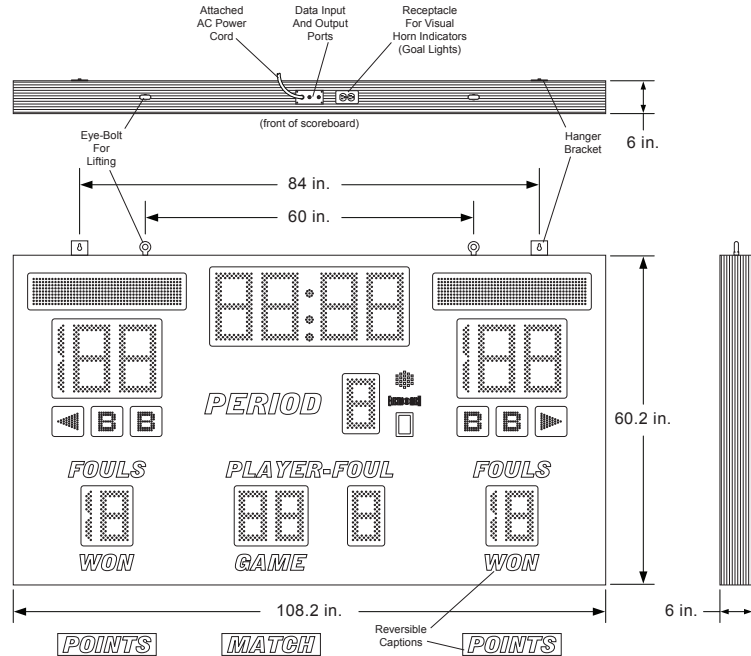 Attached
AC Power
Cord
Data Input
And Output
Ports
Receptacle
For Visual
Horn Indicators
(Goal Lights)
(front of scoreboard)
6 in.
Eye-Bolt
For
Lifting
Hanger
Bracket
84 in.
60 in.
88:88
188
188
PERIOD
8
B B
B B
60.2 in.
FOULS
PLAYER-FOUL
FOULS
18
88
8
18
WON
GAME
WON
108.2 in.
6 in.
Reversible
Captions
POINTS
MATCH
POINTS